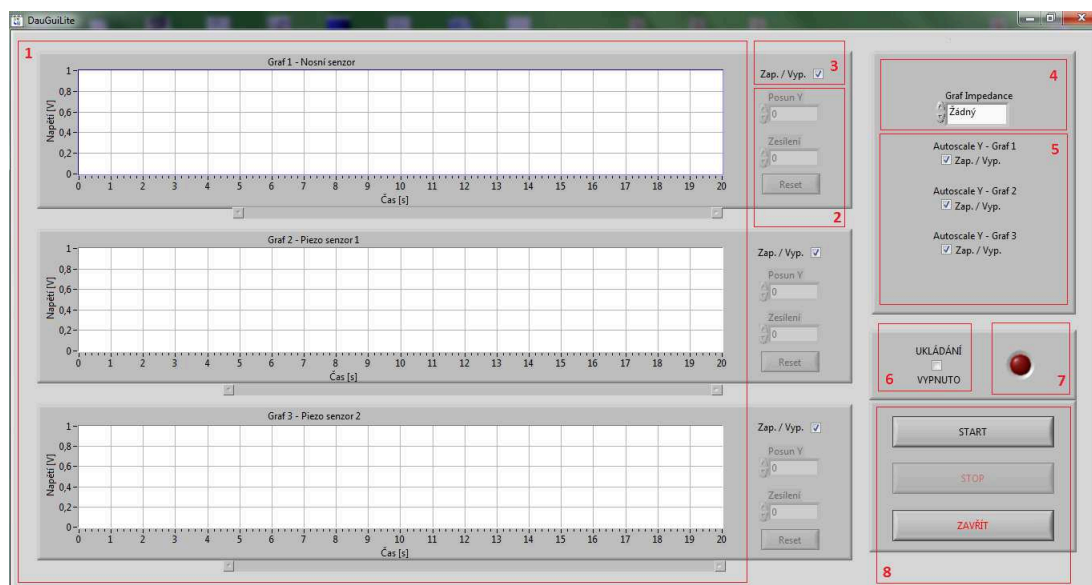 DauGuiLite
1
Graf 1 - Nosní senzor
Napětí [V]
1
0,8
0,6
0,4
0,2
0
0 1 2 3 4 5 6 7 8 9 10 11 12 13 14 15 16 17 18 19 20
Čas [s]
3
Zap. / Vyp.
Posun Y
0
Zesílení
0
Reset
2
Graf 2 - Piezo senzor 1
Napětí [V]
1
0,8
0,6
0,4
0,2
0
0 1 2 3 4 5 6 7 8 9 10 11 12 13 14 15 16 17 18 19 20
Čas [s]
Zap. / Vyp.
Posun Y
0
Zesílení
0
Reset
Graf 3 - Piezo senzor 2
Napětí [V]
1
0,8
0,6
0,4
0,2
0
0 1 2 3 4 5 6 7 8 9 10 11 12 13 14 15 16 17 18 19 20
Čas [s]
Zap. / Vyp.
Posun Y
0
Zesílení
0
Reset
4
Graf Impedance
Žádný
5
Autoscale Y - Graf 1
Zap. / Vyp.
Autoscale Y - Graf 2
Zap. / Vyp.
Autoscale Y - Graf 3
Zap. / Vyp.
UKLÁDÁNÍ
VYPNUTO
6
7
START
STOP
ZAVŘÍT
8